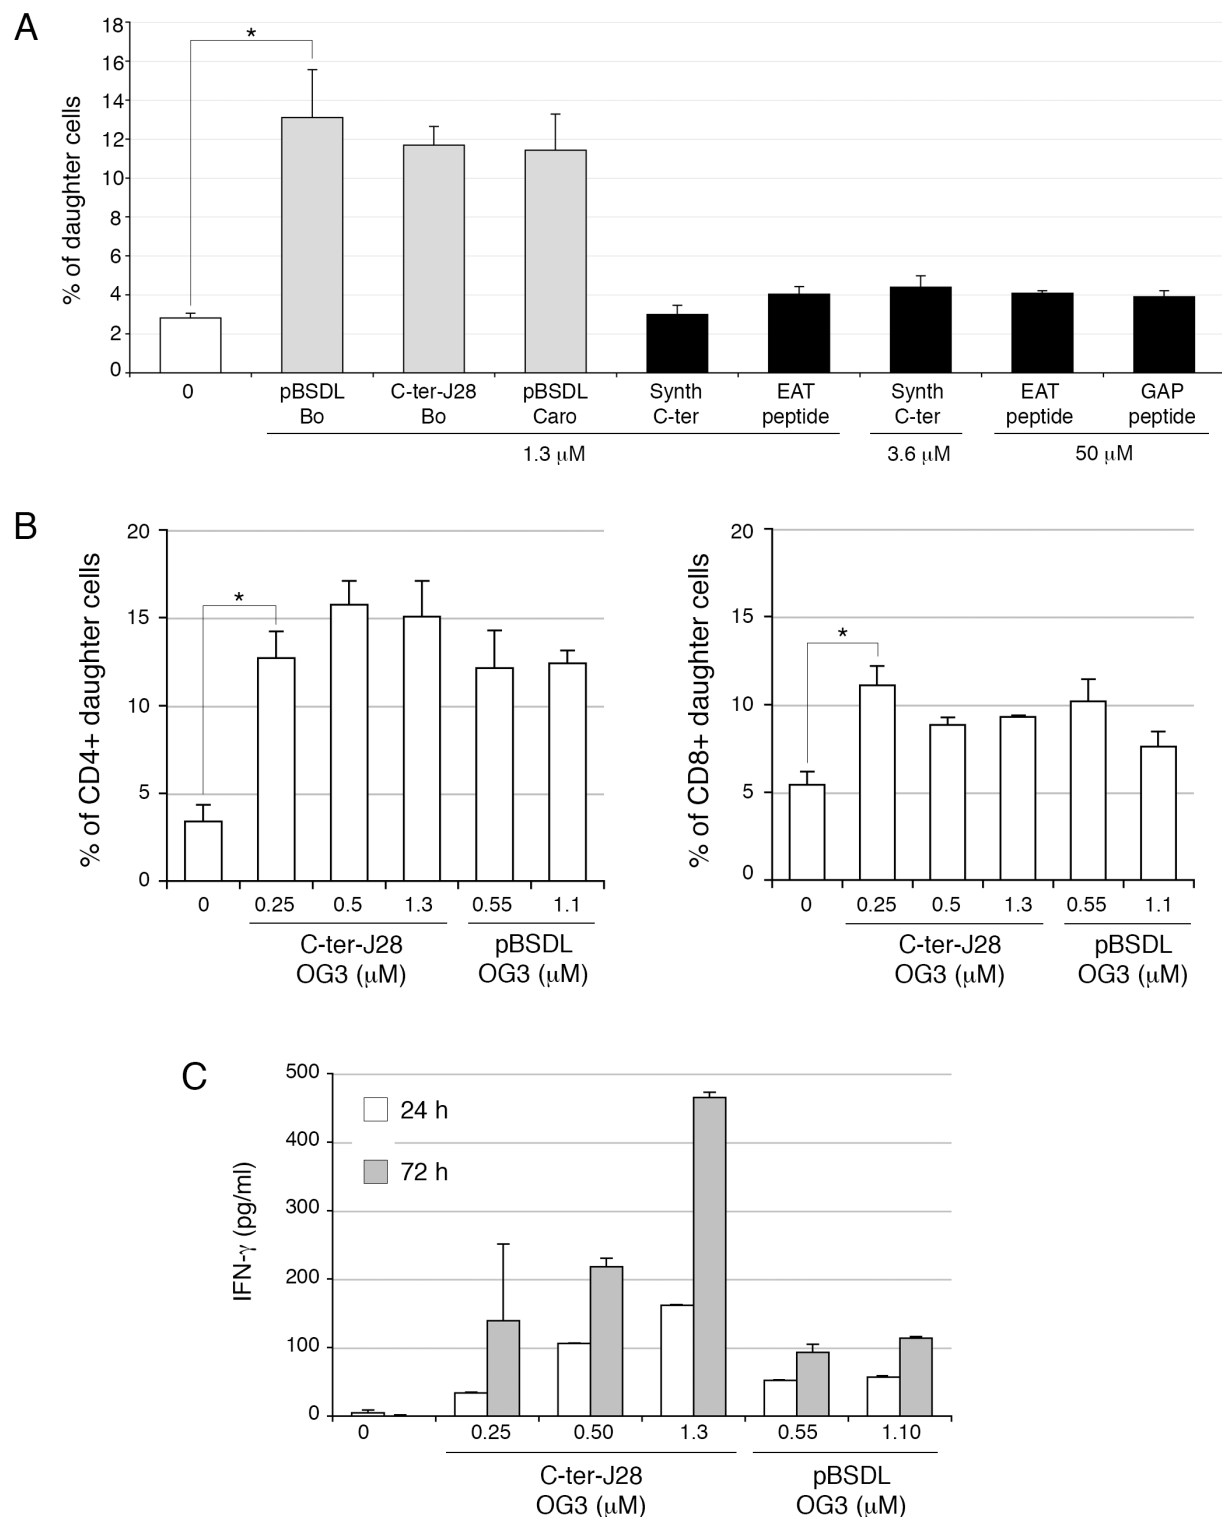 A
% of daughter cells
18
16
14
12
10
8
6
4
2
0
*
0
pBSDL
Bo
C-ter-J28
Bo
pBSDL
Caro
Synth
C-ter
EAT
peptide
Synth
C-ter
EAT
peptide
GAP
peptide
1.3 μM
3.6 μM
50 μM
B
% of CD4+ daughter cells
20
15
10
5
0
*
0
0.25
0.5
1.3
0.55
1.1
C-ter-J28
OG3 (μM)
pBSDL
OG3 (μM)
% of CD8+ daughter cells
20
15
10
5
0
*
0
0.25
0.5
1.3
0.55
1.1
C-ter-J28
OG3 (μM)
pBSDL
OG3 (μM)
C
IFN-γ (pg/ml)
500
400
300
200
100
0
24 h
72 h
0
0.25
0.50
1.3
0.55
1.10
C-ter-J28
OG3 (μM)
pBSDL
OG3 (μM)